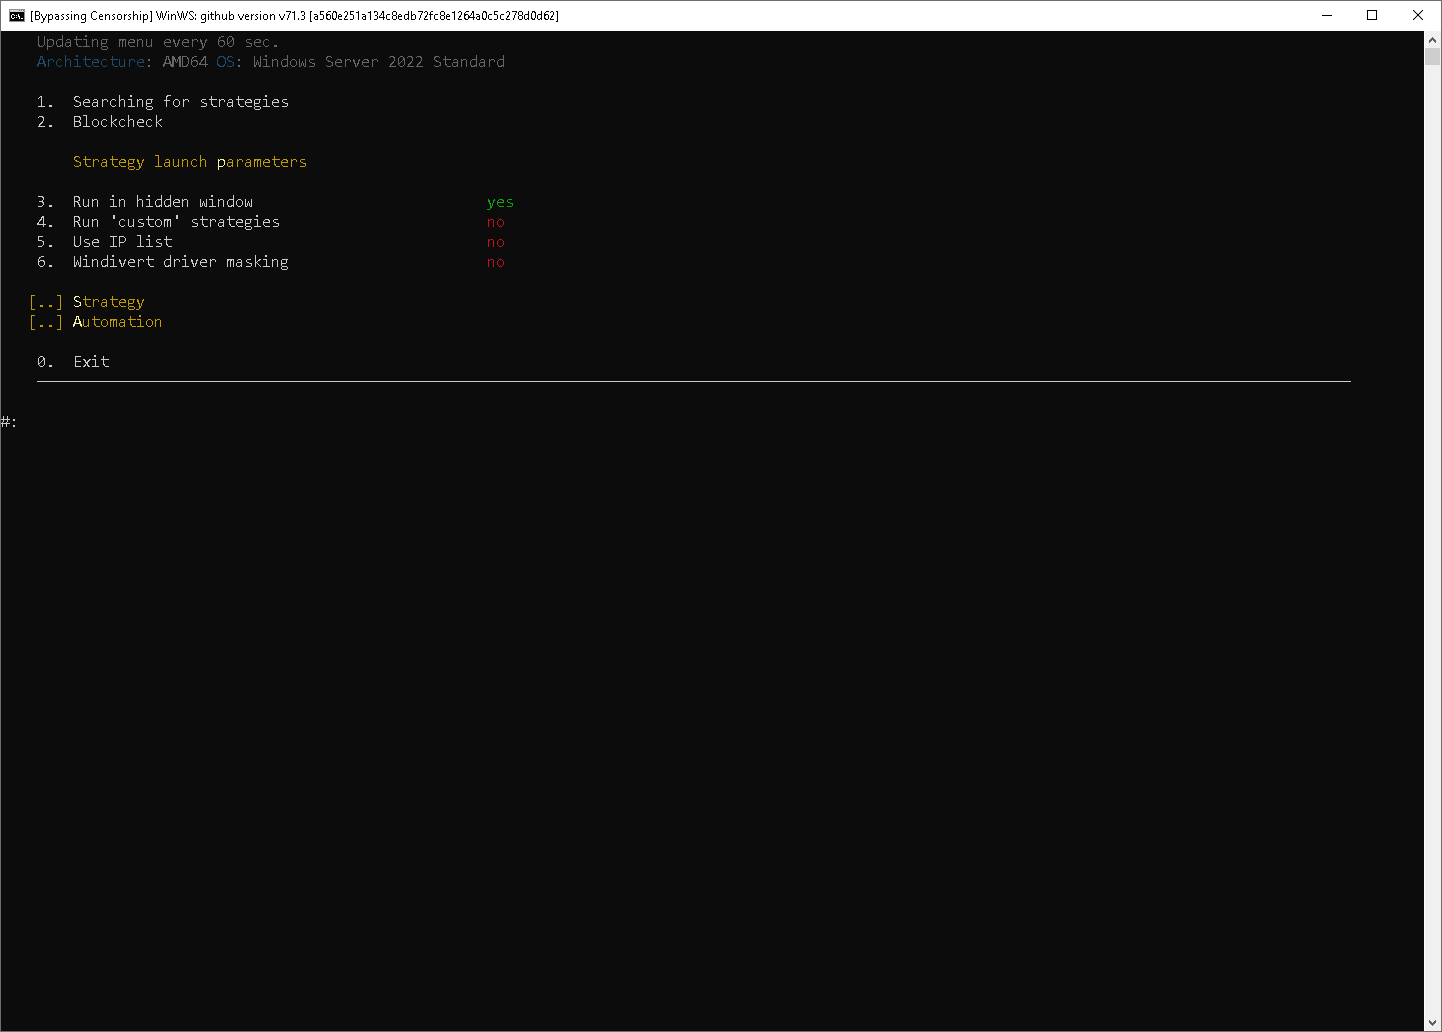 [Bypassing Censorship] WinWS: github version v71.3 [a560e251a134c8edb72fc8e1264a0c5c278d0d62]
Updating menu every 60 sec.
Architecture: AMD64 OS: Windows Server 2022 Standard
1. Searching for strategies
2. Blockcheck
Strategy launch parameters
3. Run in hidden window yes
4. Run 'custom' strategies no
5. Use IP list no
6. Windivert driver masking no
[..] Strategy
[..] Automation
0. Exit
#: